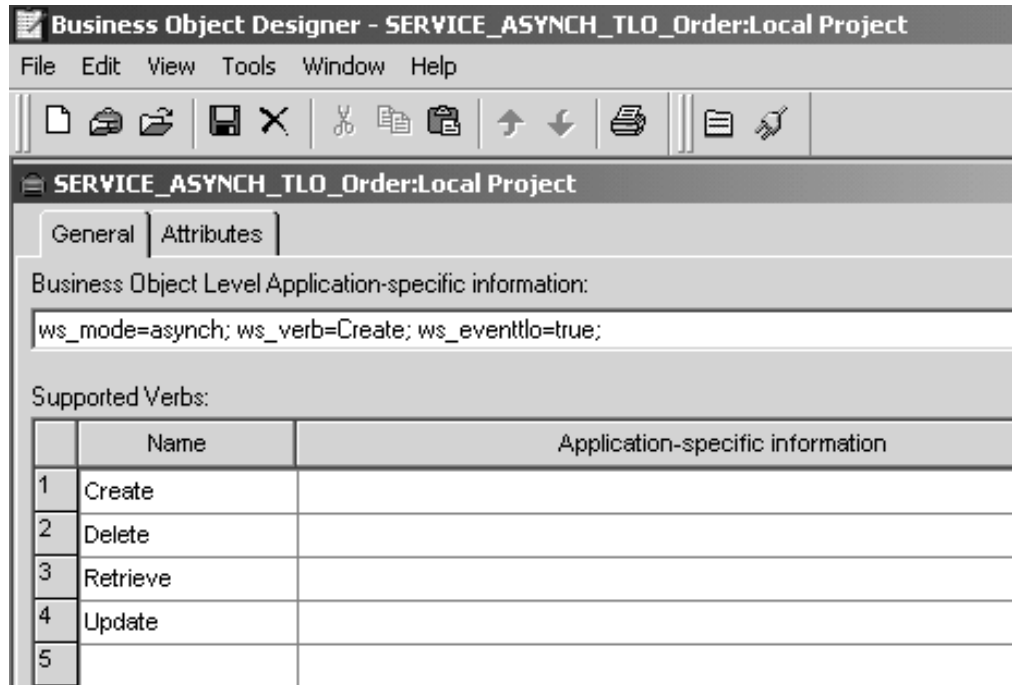 Business Object Designer - SERVICE_ASYNCH_TLO_Order:Local Project
File Edit View Tools Window Help
SERVICE_ASYNCH_TLO_Order:Local Project
General Attributes
Business Object Level Application-specific information:
ws_mode=asynch; ws_verb=Create; ws_eventtlo=true;
Supported Verbs:
Name Application-specific information
1 Create
2 Delete
3 Retrieve
4 Update
5